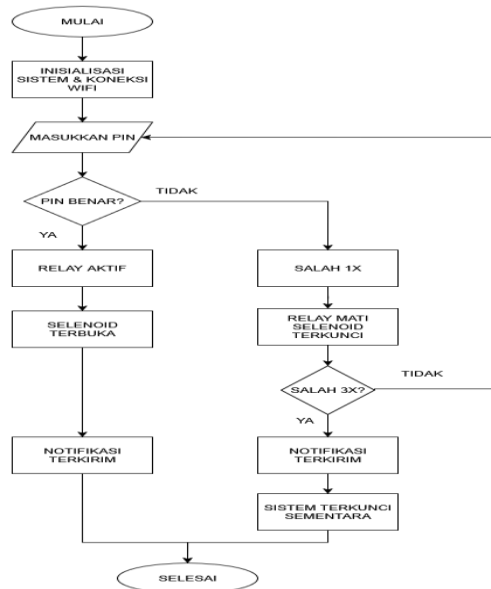 MULAI
INISIALISASI
SISTEM & KONEKSI
WIFI
MASUKKAN PIN
PIN BENAR?
TIDAK
YA
RELAY AKTIF
SALAH 1X
SELENOID
TERBUKA
RELAY MATI
SELENOID
TERKUNCI
SALAH 3X?
TIDAK
YA
NOTIFIKASI
TERKIRIM
NOTIFIKASI
TERKIRIM
SISTEM TERKUNCI
SEMENTARA
SELESAI